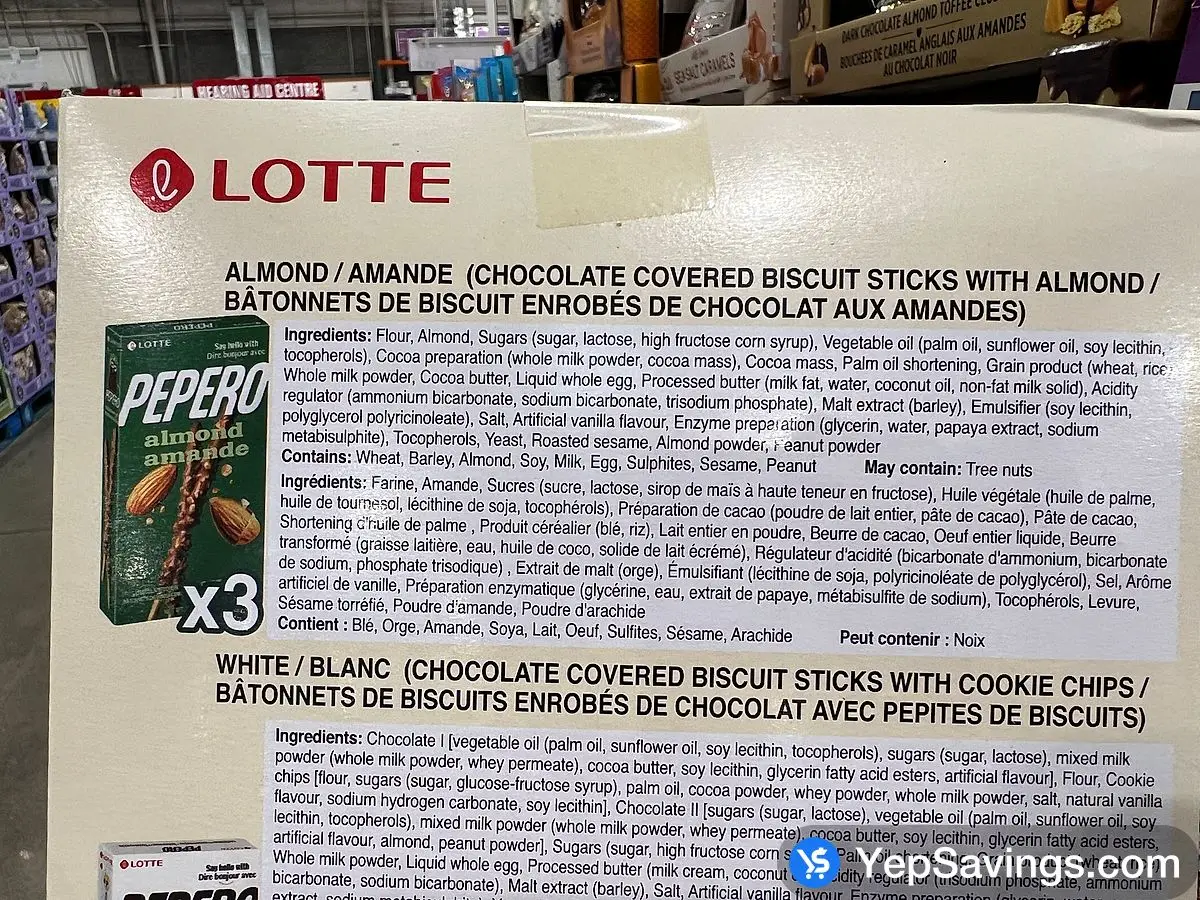 DARK CHOCOLATE ALMOND TOFFEE
BOUCHÉES DE CARAMEL ANGLAIS AUX AMANDES
AU CHOCOLAT NOIR
SEA SALT CARAMELS
HEARING AID CENTRE
LOTTE
ALMOND / AMANDE (CHOCOLATE COVERED BISCUIT STICKS WITH ALMOND /
BÂTONNETS DE BISCUIT ENROBÉS DE CHOCOLAT AUX AMANDES)
PEPERO
LOTTE
Say hello with
Dire bonjour avec
PEPERO
almond
amande
x3
Ingredients: Flour, Almond, Sugars (sugar, lactose, high fructose corn syrup), Vegetable oil (palm oil, sunflower oil, soy lecithin,
tocopherols), Cocoa preparation (whole milk powder, cocoa mass), Cocoa mass, Palm oil shortening, Grain product (wheat, rice
Whole milk powder, Cocoa butter, Liquid whole egg, Processed butter (milk fat, water, coconut oil, non-fat milk solid), Acidity
regulator (ammonium bicarbonate, sodium bicarbonate, trisodium phosphate), Malt extract (barley), Emulsifier (soy lecithin,
polyglycerol polyricinoleate), Salt, Artificial vanilla flavour, Enzyme preparation (glycerin, water, papaya extract, sodium
metabisulphite), Tocopherols, Yeast, Roasted sesame, Almond powder, Peanut powder
Contains: Wheat, Barley, Almond, Soy, Milk, Egg, Sulphites, Sesame, Peanut May contain: Tree nuts
Ingrédients: Farine, Amande, Sucres (sucre, lactose, sirop de maïs à haute teneur en fructose), Huile végétale (huile de palme,
huile de tournesol, lécithine de soja, tocophérols), Préparation de cacao (poudre de lait entier, pâte de cacao), Pâte de cacao,
Shortening d'huile de palme , Produit céréalier (blé, riz), Lait entier en poudre, Beurre de cacao, Oeuf entier liquide, Beurre
transformé (graisse laitière, eau, huile de coco, solide de lait écrémé), Régulateur d'acidité (bicarbonate d'ammonium, bicarbonate
de sodium, phosphate trisodique) , Extrait de malt (orge), Émulsifiant (lécithine de soja, polyricinoléate de polyglycérol), Sel, Arôme
artificiel de vanille, Préparation enzymatique (glycérine, eau, extrait de papaye, métabisulfite de sodium), Tocophérols, Levure,
Sésame torréfié, Poudre d'amande, Poudre d'arachide
Contient : Blé, Orge, Amande, Soya, Lait, Oeuf, Sulfites, Sésame, Arachide Peut contenir : Noix
WHITE / BLANC (CHOCOLATE COVERED BISCUIT STICKS WITH COOKIE CHIPS /
BÂTONNETS DE BISCUITS ENROBÉS DE CHOCOLAT AVEC PEPITES DE BISCUITS)
Ingredients: Chocolate I [vegetable oil (palm oil, sunflower oil, soy lecithin, tocopherols), sugars (sugar, lactose), mixed milk
powder (whole milk powder, whey permeate), cocoa butter, soy lecithin, glycerin fatty acid esters, artificial flavour], Flour, Cookie
chips [flour, sugars (sugar, glucose-fructose syrup), palm oil, cocoa powder, whey powder, whole milk powder, salt, natural vanilla
flavour, sodium hydrogen carbonate, soy lecithin], Chocolate II [sugars (sugar, lactose), vegetable oil (palm oil, sunflower oil, soy
lecithin, tocopherols), mixed milk powder (whole milk powder, whey permeate), cocoa butter, soy lecithin, glycerin fatty acid esters,
artificial flavour, almond, peanut powder], Sugars (sugar, high fructose corn
Whole milk powder, Liquid whole egg, Processed butter (milk cream, coconut regulator (trisodium phosphate, ammonium
bicarbonate, sodium bicarbonate), Malt extract (barley), Salt, Artificial vanilla flavour, Enzyme preparation (glycerin, water,
LOTTE
Say hello with
Dire bonjour avec
PEPERO
YepSavings.com